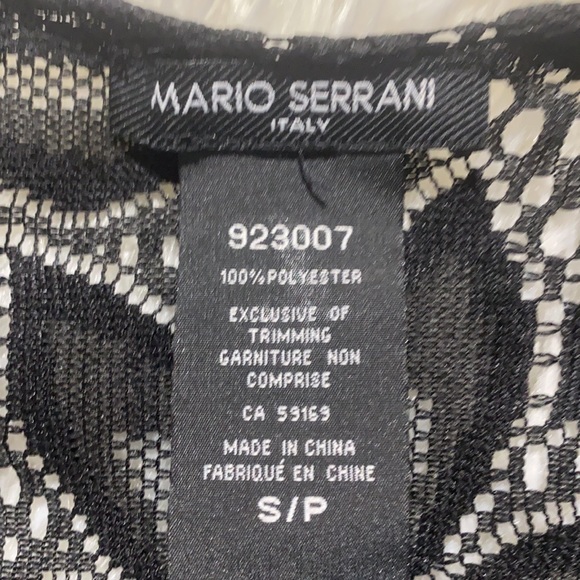 MARIO SERRANI
ITALY
923007
100% POLYESTER
EXCLUSIVE OF
TRIMMING
GARNITURE NON
COMPRISE
CA 59169
MADE IN CHINA
FABRIQUÉ EN CHINE
S/P